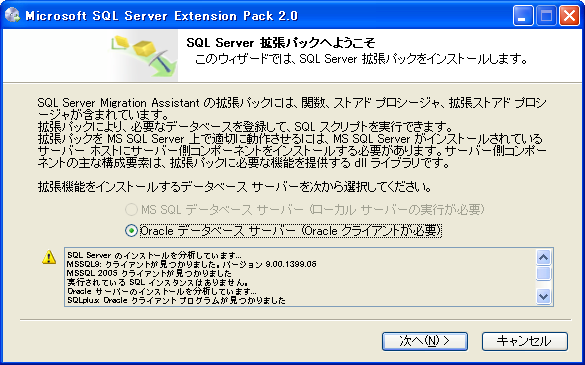 Microsoft SQL Server Extension Pack 2.0
SQL Server 拡張パックへようこそ
このウィザードでは、SQL Server 拡張パックをインストールします。
SQL Server Migration Assistant の拡張パックには、関数、ストアド プロシージャ、拡張ストアド プロシ
ージャが含まれています。
拡張パックにより、必要なデータベースを登録して、SQL スクリプトを実行できます。
拡張パックを MS SQL Server 上で適切に動作させるには、MS SQL Server がインストールされている
サーバー ホストにサーバー側コンポーネントをインストールする必要があります。サーバー側コンポー
ネントの主な構成要素は、拡張パックに必要な機能を提供する dll ライブラリです。
拡張機能をインストールするデータベース サーバーを次から選択してください。
MS SQL データベース サーバー (ローカル サーバーの実行が必要)
Oracle データベース サーバー (Oracle クライアントが必要)
SQL Server のインストールを分析しています...
MSSQL9: クライアントが見つかりました。バージョン 9.00.1399.06
MSSQL 2005 クライアントが見つかりました
実行されている SQL インスタンスはありません。
Oracle サーバーのインストールを分析しています...
SQLplus: Oracle クライアント プログラムが見つかりました
次へ(N) >
キャンセル